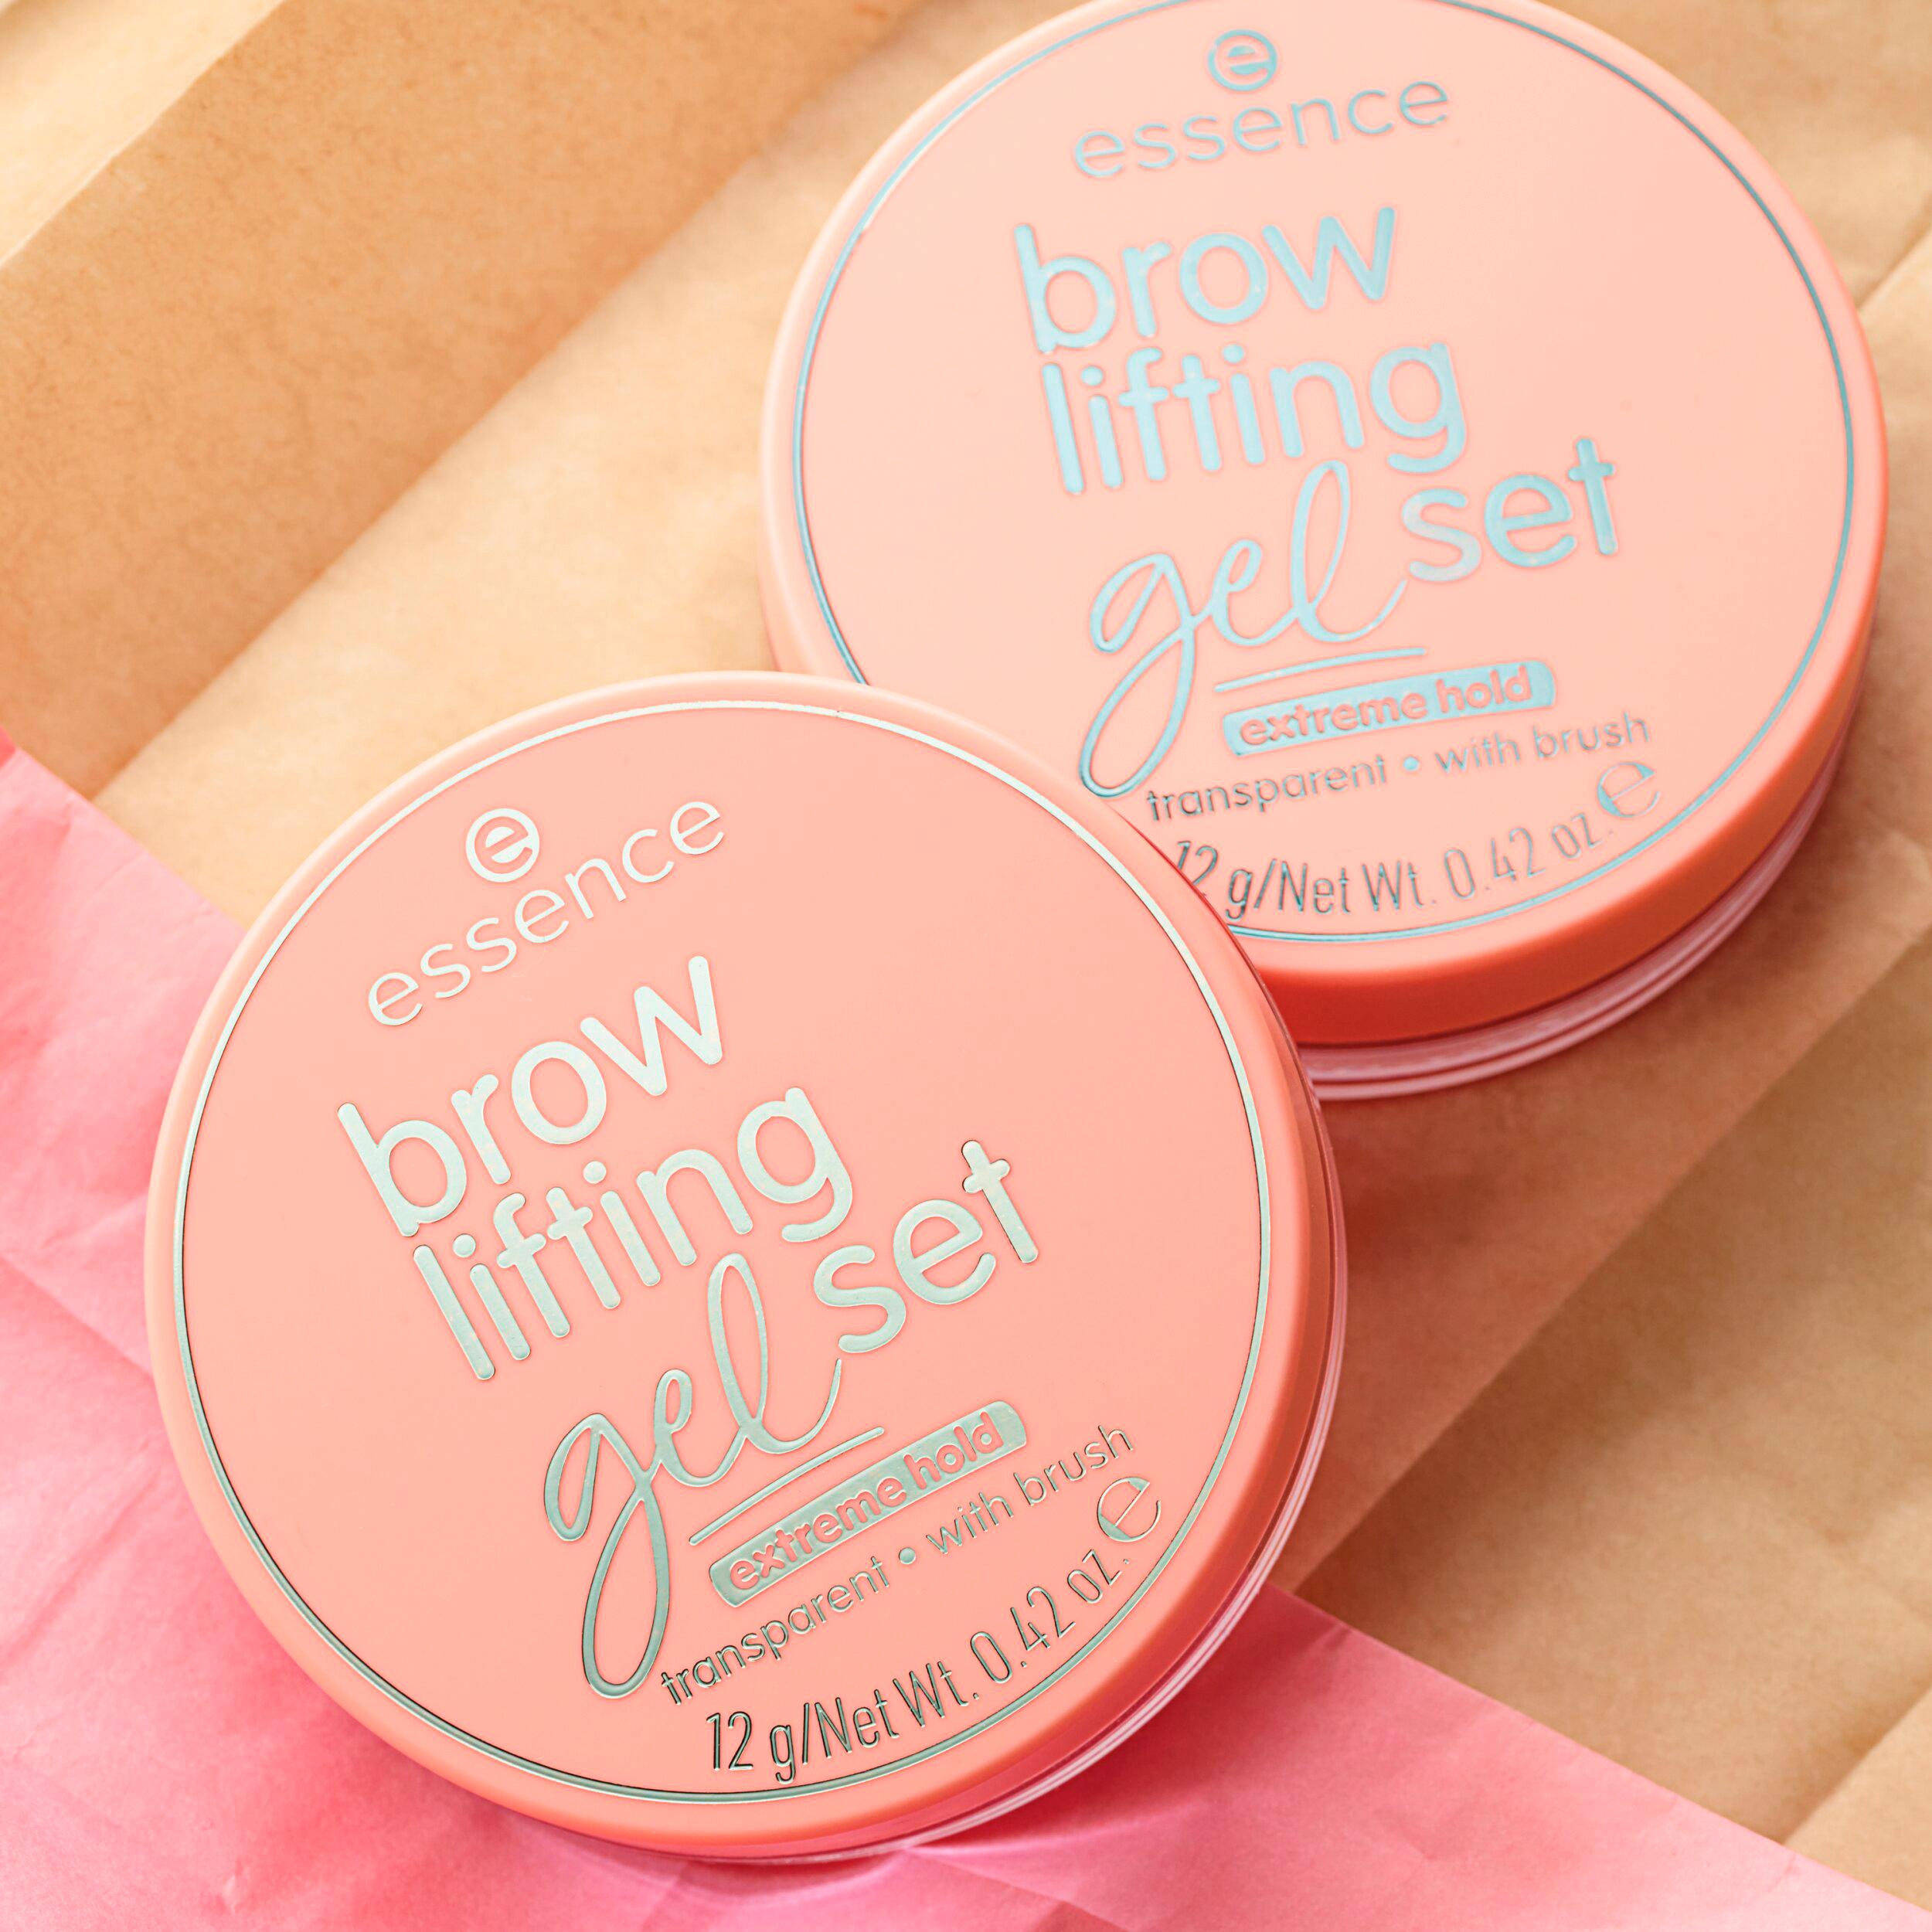 e
essence
brow
lifting
gel set
extreme hold
transparent • with brush
12 g/Net Wt. 0.42 oz. ℮
e
essence
brow
lifting
gel set
extreme hold
transparent • with brush
12 g/Net Wt. 0.42 oz. ℮